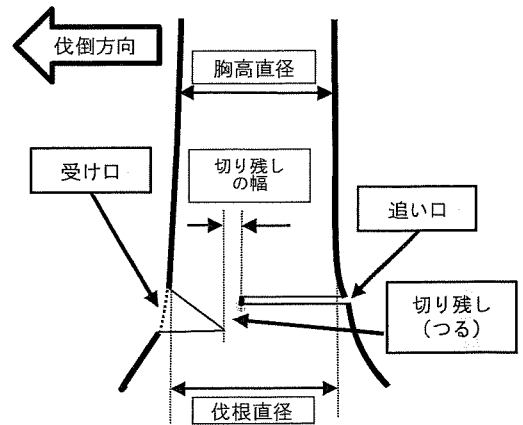 伐倒方向
胸高直径
切り残し
の幅
受け口
追い口
切り残し
（つる）
伐根直径